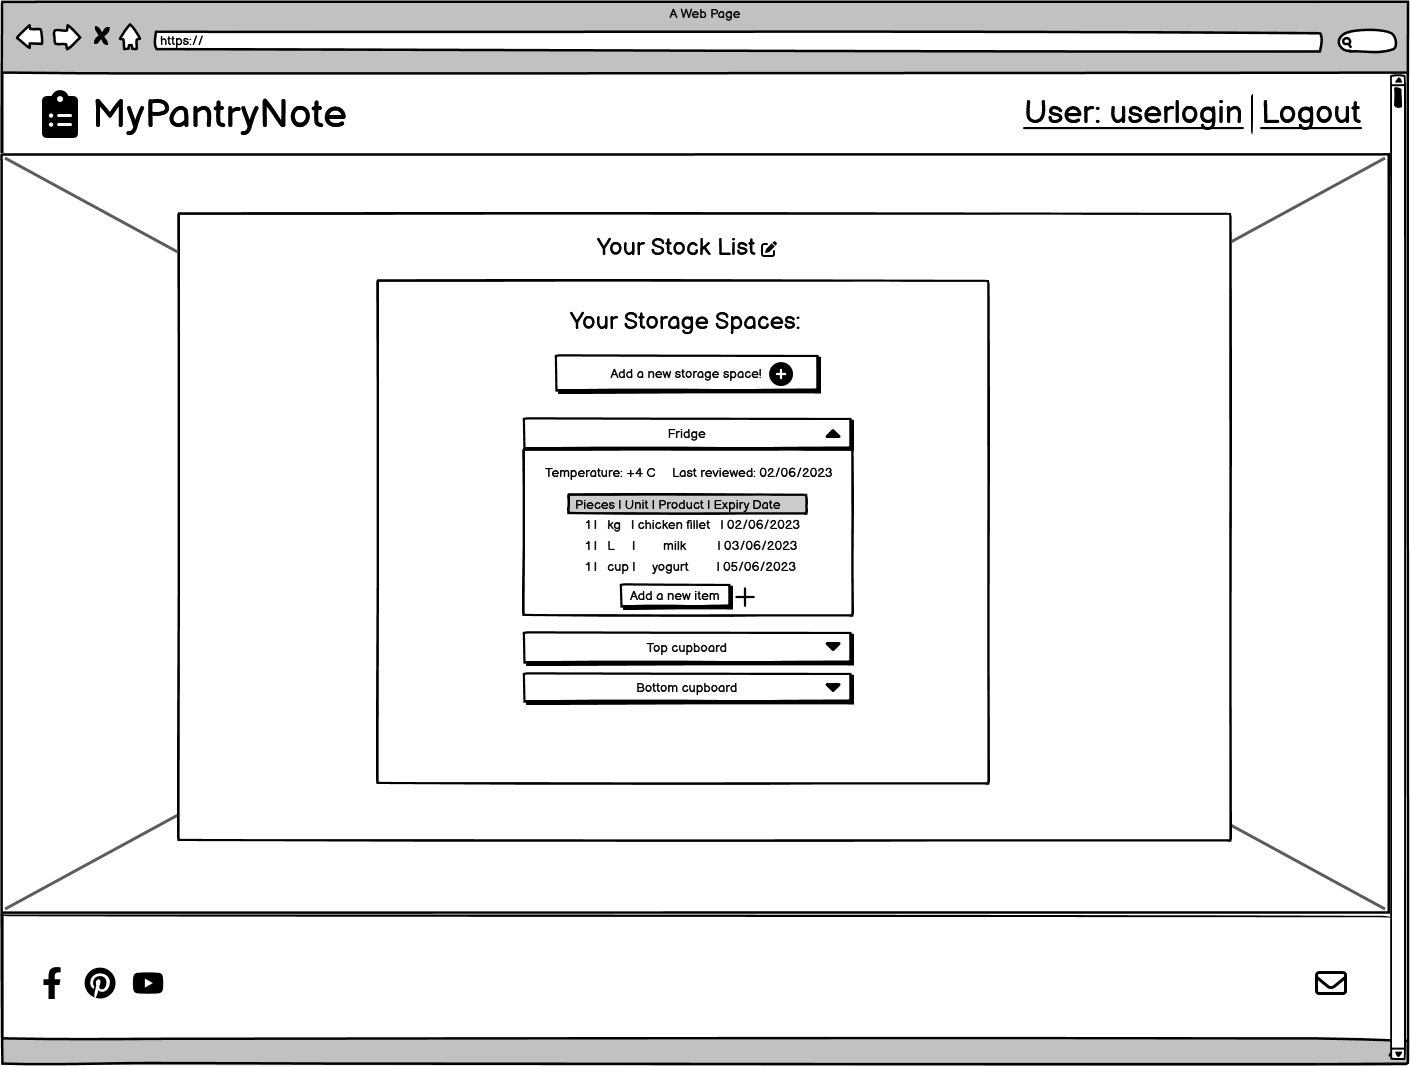 A Web Page
https://
MyPantryNote
User: userlogin | Logout
Your Stock List
Your Storage Spaces:
Add a new storage space!
Fridge
Temperature: +4 C Last reviewed: 02/06/2023
Pieces | Unit | Product | Expiry Date
1 | kg | chicken fillet | 02/06/2023
1 | L | milk | 03/06/2023
1 | cup | yogurt | 05/06/2023
Add a new item
Top cupboard
Bottom cupboard